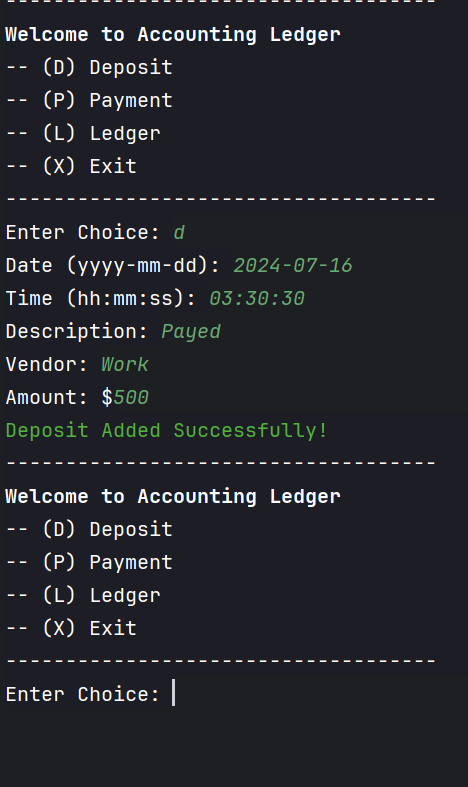 ------------------------------------
Welcome to Accounting Ledger
-- (D) Deposit
-- (P) Payment
-- (L) Ledger
-- (X) Exit
------------------------------------
Enter Choice: d
Date (yyyy-mm-dd): 2024-07-16
Time (hh:mm:ss): 03:30:30
Description: Payed
Vendor: Work
Amount: $500
Deposit Added Successfully!
------------------------------------
Welcome to Accounting Ledger
-- (D) Deposit
-- (P) Payment
-- (L) Ledger
-- (X) Exit
------------------------------------
Enter Choice: